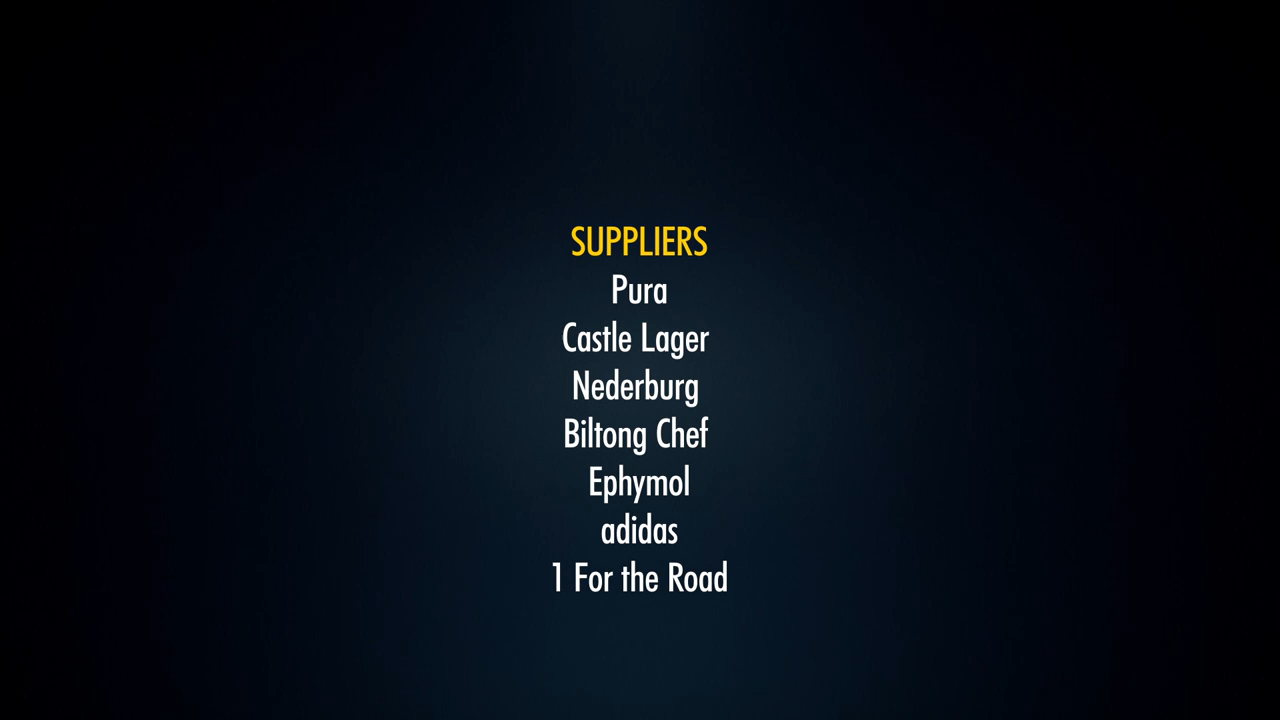 SUPPLIERS
Pura
Castle Lager
Nederburg
Biltong Chef
Ephymol
adidas
1 For the Road